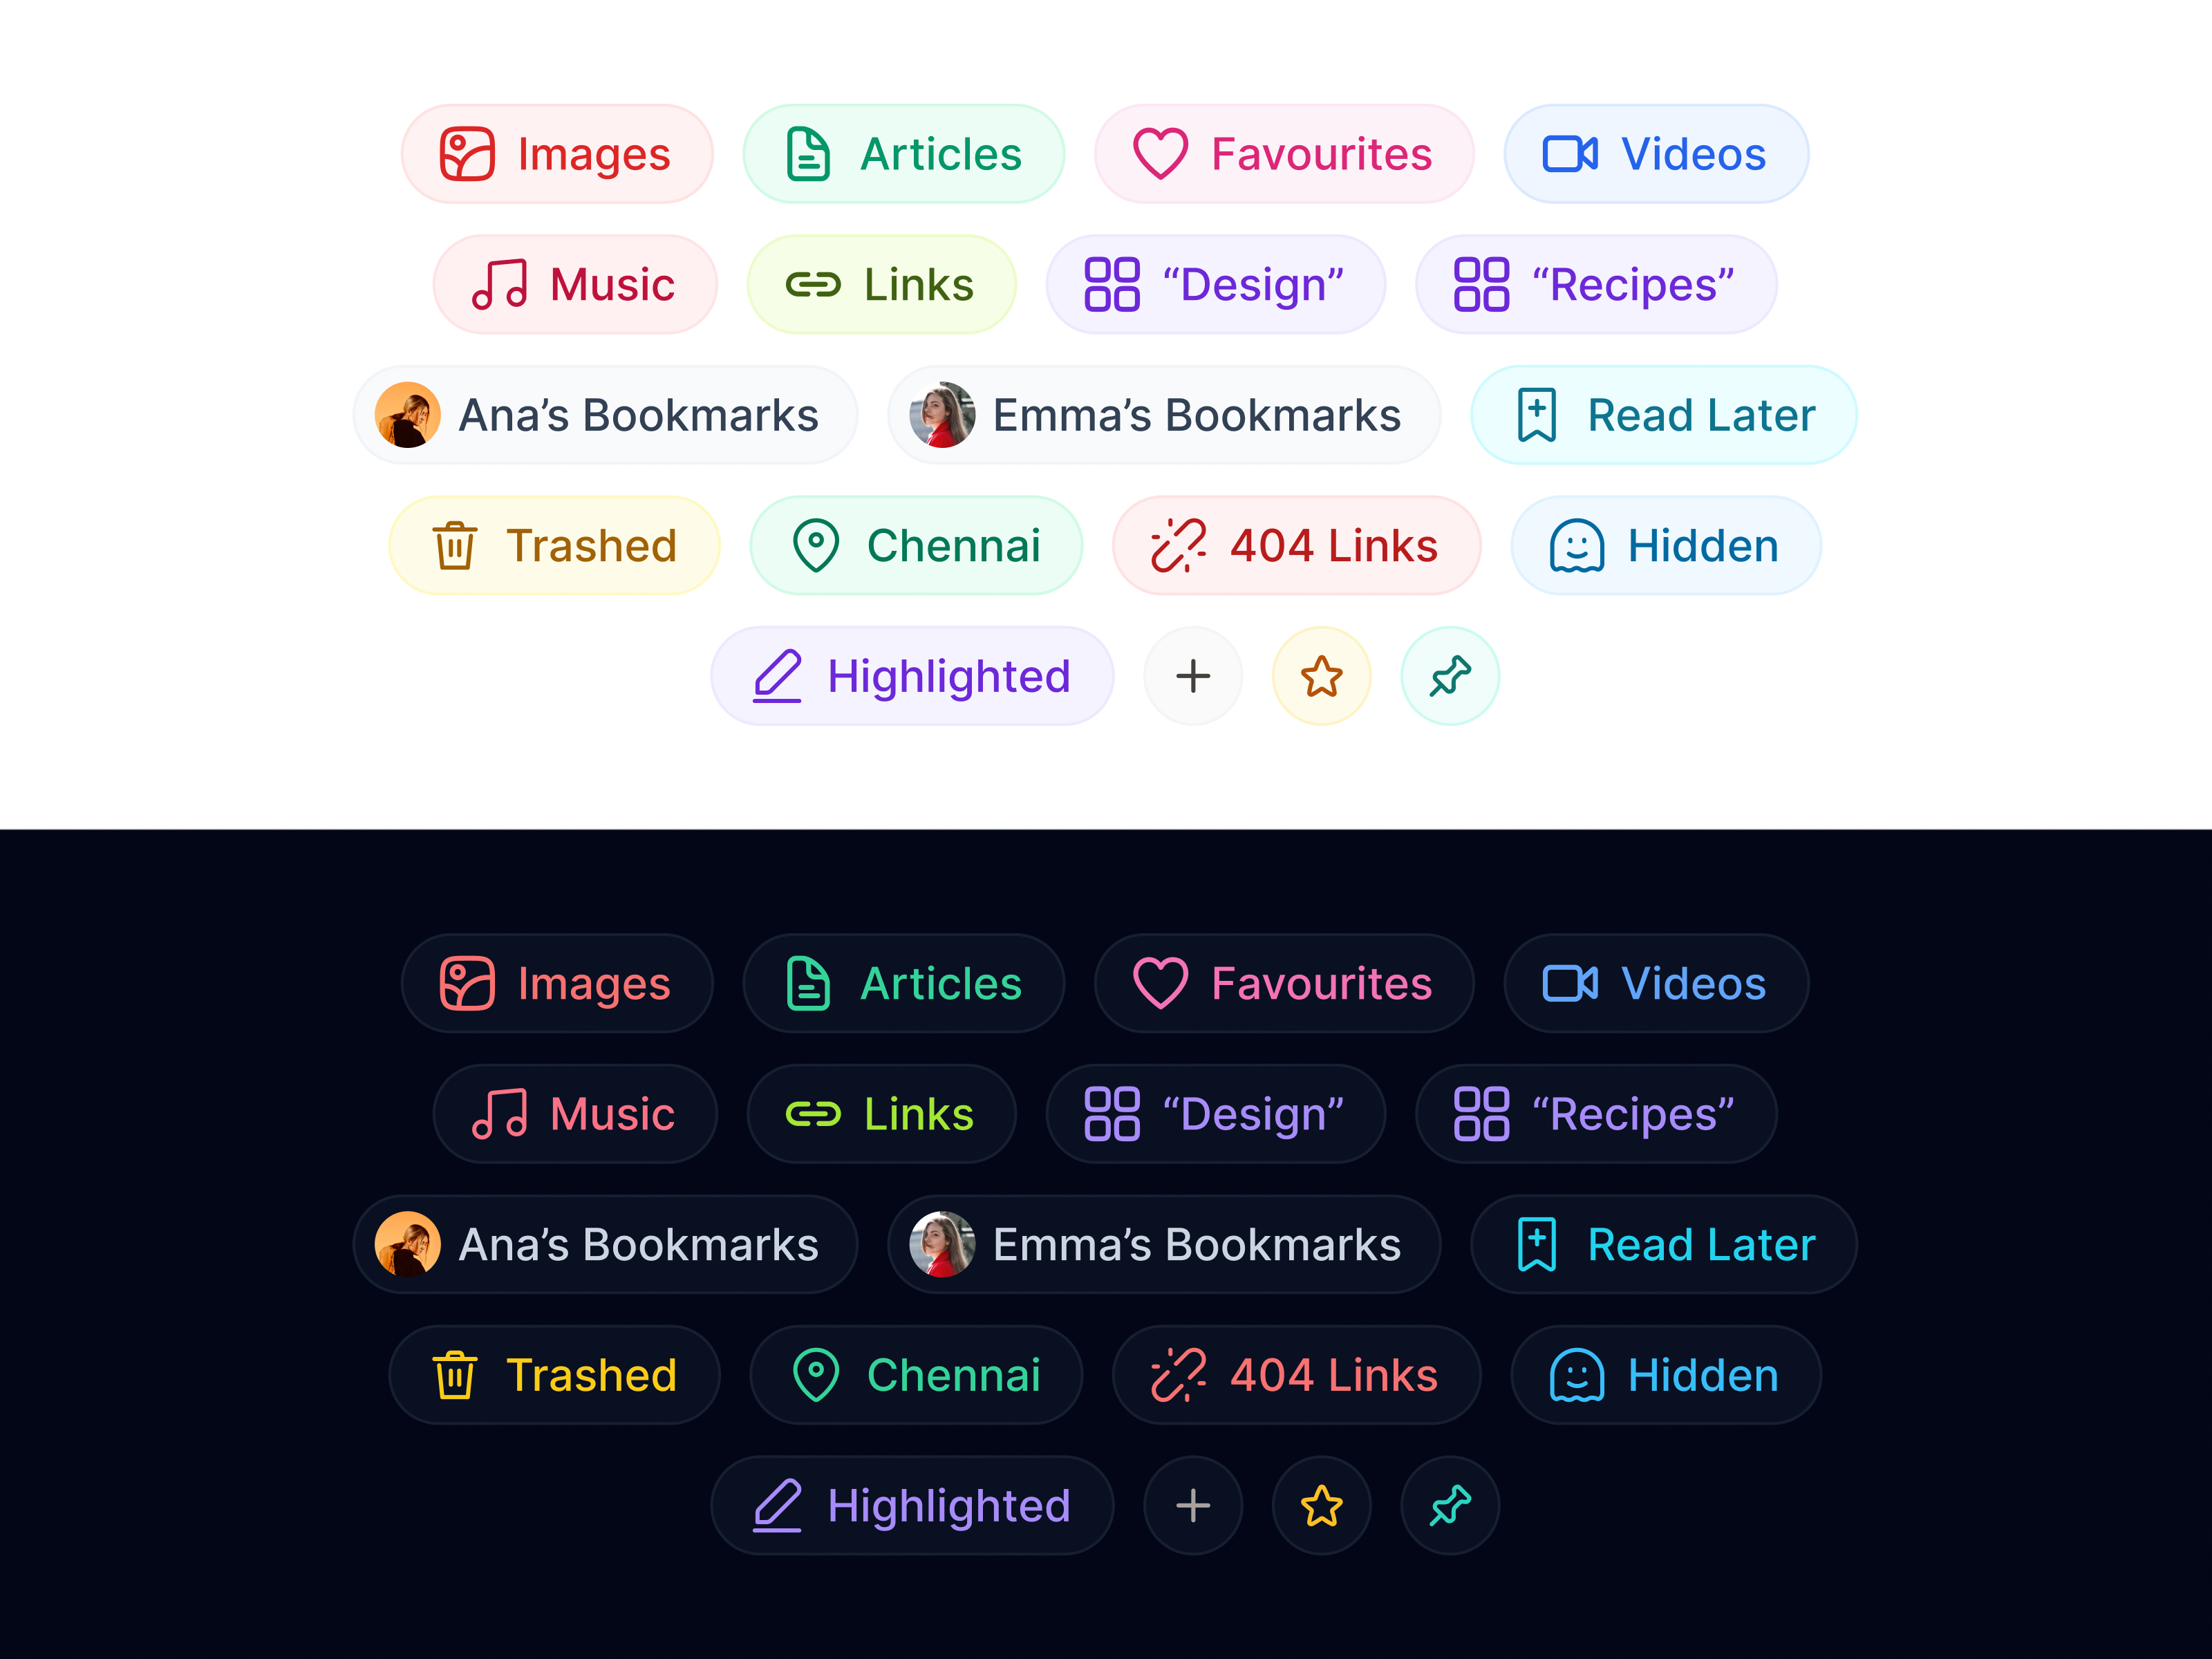 Images Articles Favourites Videos
Music Links “Design” “Recipes”
Ana’s Bookmarks Emma’s Bookmarks Read Later
Trashed Chennai 404 Links Hidden
Highlighted
Images Articles Favourites Videos
Music Links “Design” “Recipes”
Ana’s Bookmarks Emma’s Bookmarks Read Later
Trashed Chennai 404 Links Hidden
Highlighted